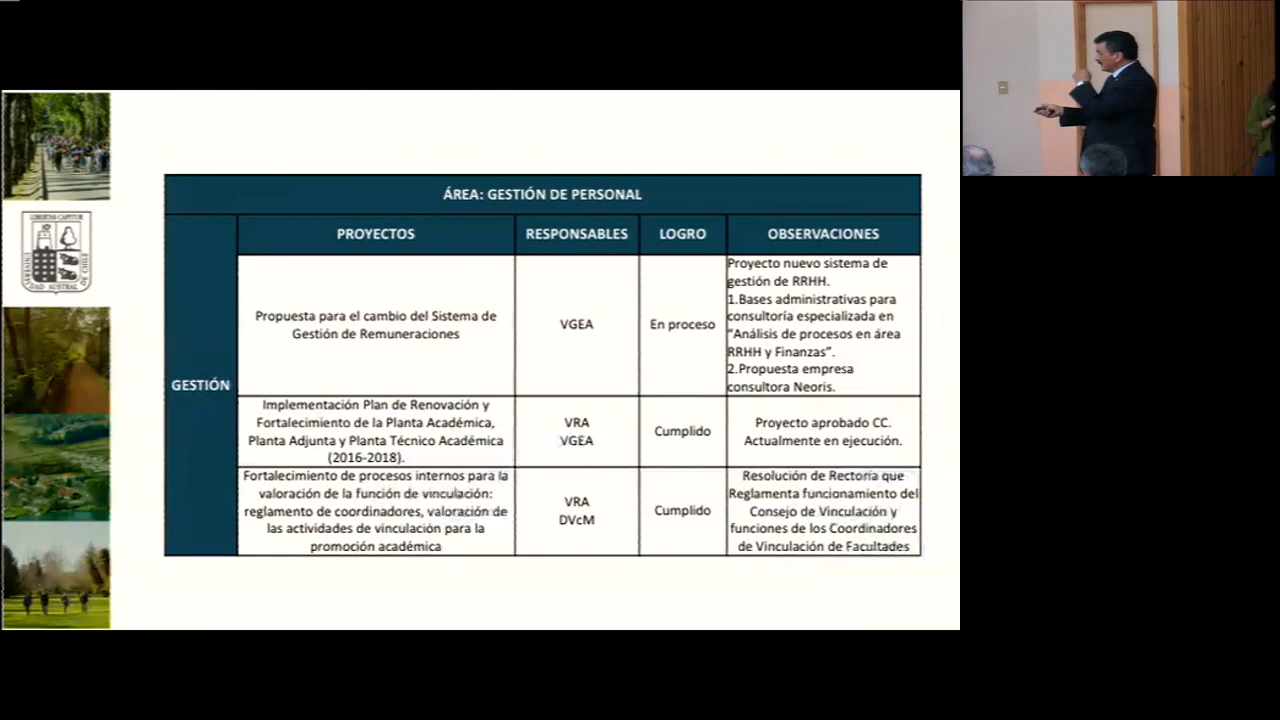 LIBERTAS CAPITUR
UNIVERSIDAD AUSTRAL DE CHILE
ÁREA: GESTIÓN DE PERSONAL
PROYECTOS
RESPONSABLES
LOGRO
OBSERVACIONES
GESTIÓN
Propuesta para el cambio del Sistema de
Gestión de Remuneraciones
VGEA
En proceso
Proyecto nuevo sistema de
gestión de RRHH.
1.Bases administrativas para
consultoría especializada en
“Análisis de procesos en área
RRHH y Finanzas”.
2.Propuesta empresa
consultora Neoris.
Implementación Plan de Renovación y
Fortalecimiento de la Planta Académica,
Planta Adjunta y Planta Técnico Académica
(2016-2018).
VRA
VGEA
Cumplido
Proyecto aprobado CC.
Actualmente en ejecución.
Fortalecimiento de procesos internos para la
valoración de la función de vinculación:
reglamento de coordinadores, valoración de
las actividades de vinculación para la
promoción académica
VRA
DVcM
Cumplido
Resolución de Rectoría que
Reglamenta funcionamiento del
Consejo de Vinculación y
funciones de los Coordinadores
de Vinculación de Facultades